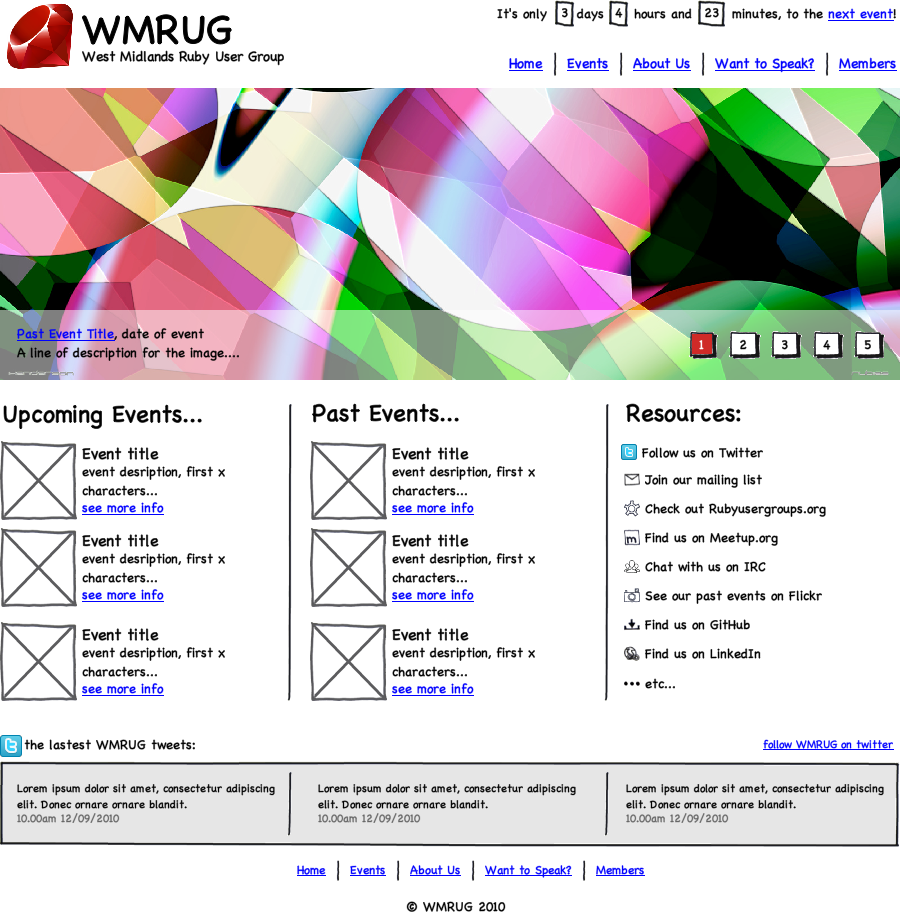 WMRUG
West Midlands Ruby User Group
It's only 3 days 4 hours and 23 minutes, to the next event!
Home Events About Us Want to Speak? Members
Past Event Title, date of event
A line of description for the image....
1 2 3 4 5
Upcoming Events...
Event title
event desription, first x
characters...
see more info
Event title
event desription, first x
characters...
see more info
Event title
event desription, first x
characters...
see more info
Past Events...
Event title
event desription, first x
characters...
see more info
Event title
event desription, first x
characters...
see more info
Event title
event desription, first x
characters...
see more info
Resources:
Follow us on Twitter
Join our mailing list
Check out Rubyusergroups.org
Find us on Meetup.org
Chat with us on IRC
See our past events on Flickr
Find us on GitHub
Find us on LinkedIn
etc...
the lastest WMRUG tweets:
follow WMRUG on twitter
Lorem ipsum dolor sit amet, consectetur adipiscing
elit. Donec ornare ornare blandit.
10.00am 12/09/2010
Lorem ipsum dolor sit amet, consectetur adipiscing
elit. Donec ornare ornare blandit.
10.00am 12/09/2010
Lorem ipsum dolor sit amet, consectetur adipiscing
elit. Donec ornare ornare blandit.
10.00am 12/09/2010
Home Events About Us Want to Speak? Members
© WMRUG 2010